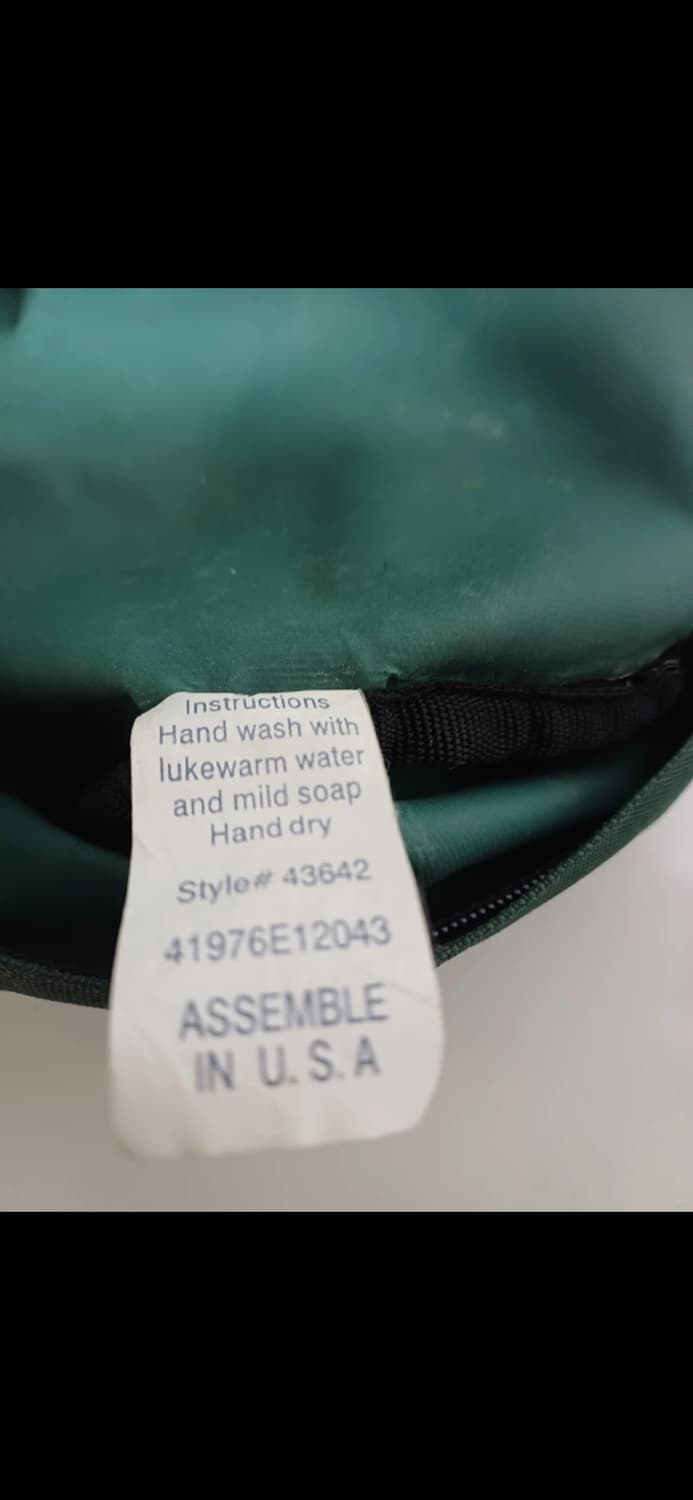 Instructions
Hand wash with
lukewarm water
and mild soap
Hand dry
Style# 43642
41976E12043
ASSEMBLE
IN U.S.A